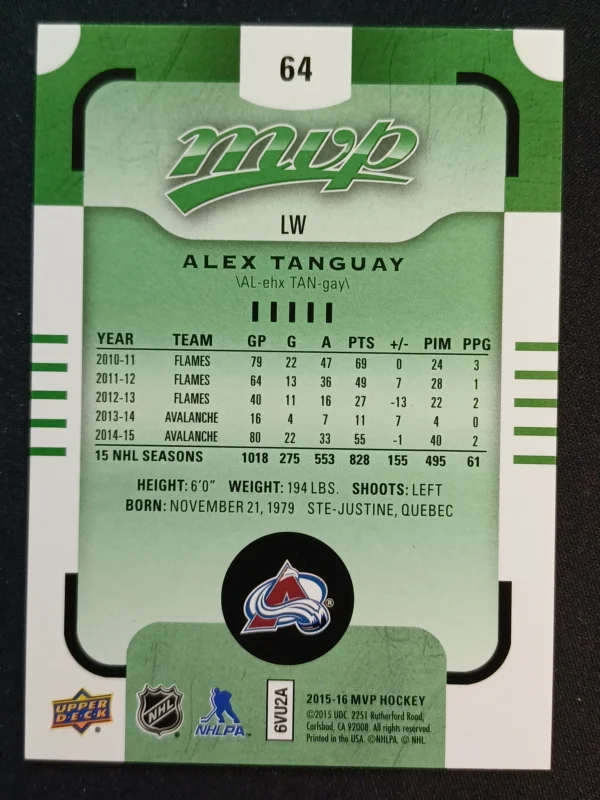 64
mvp
LW
ALEX TANGUAY
\AL-ehx TAN-gay\
YEAR TEAM GP G A PTS +/- PIM PPG
2010-11 FLAMES 79 22 47 69 0 24 3
2011-12 FLAMES 64 13 36 49 7 28 1
2012-13 FLAMES 40 11 16 27 -13 22 2
2013-14 AVALANCHE 16 4 7 11 7 4 0
2014-15 AVALANCHE 80 22 33 55 -1 40 2
15 NHL SEASONS 1018 275 553 828 155 495 61
HEIGHT: 6'0" WEIGHT: 194 LBS. SHOOTS: LEFT
BORN: NOVEMBER 21, 1979 STE-JUSTINE, QUEBEC
A ®
UPPER DECK
NHL
NHLPA
6VU2A
2015-16 MVP HOCKEY
©2015 UDC. 2251 Rutherford Road,
Carlsbad, CA 92008. All rights reserved.
Printed in the USA. ©NHLPA. © NHL.